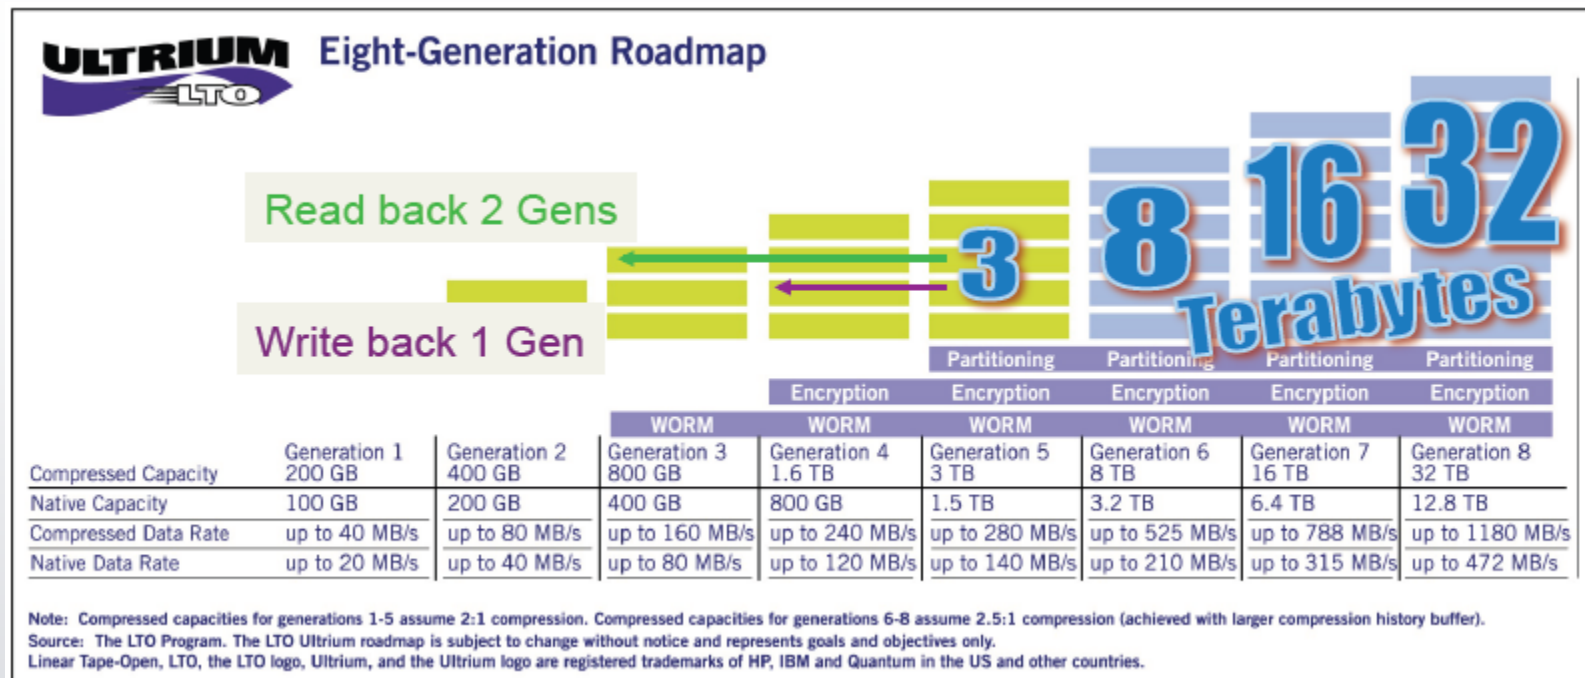 ULTRIUM
LTO
Eight-Generation Roadmap
Read back 2 Gens
Write back 1 Gen
3 8 16 32
Terabytes
Partitioning Partitioning Partitioning Partitioning
Encryption Encryption Encryption Encryption Encryption
WORM WORM WORM WORM WORM WORM
Generation 1 Generation 2 Generation 3 Generation 4 Generation 5 Generation 6 Generation 7 Generation 8
Compressed Capacity 200 GB 400 GB 800 GB 1.6 TB 3 TB 8 TB 16 TB 32 TB
Native Capacity 100 GB 200 GB 400 GB 800 GB 1.5 TB 3.2 TB 6.4 TB 12.8 TB
Compressed Data Rate up to 40 MB/s up to 80 MB/s up to 160 MB/s up to 240 MB/s up to 280 MB/s up to 525 MB/s up to 788 MB/s up to 1180 MB/s
Native Data Rate up to 20 MB/s up to 40 MB/s up to 80 MB/s up to 120 MB/s up to 140 MB/s up to 210 MB/s up to 315 MB/s up to 472 MB/s
Note: Compressed capacities for generations 1-5 assume 2:1 compression. Compressed capacities for generations 6-8 assume 2.5:1 compression (achieved with larger compression history buffer).
Source: The LTO Program. The LTO Ultrium roadmap is subject to change without notice and represents goals and objectives only.
Linear Tape-Open, LTO, the LTO logo, Ultrium, and the Ultrium logo are registered trademarks of HP, IBM and Quantum in the US and other countries.